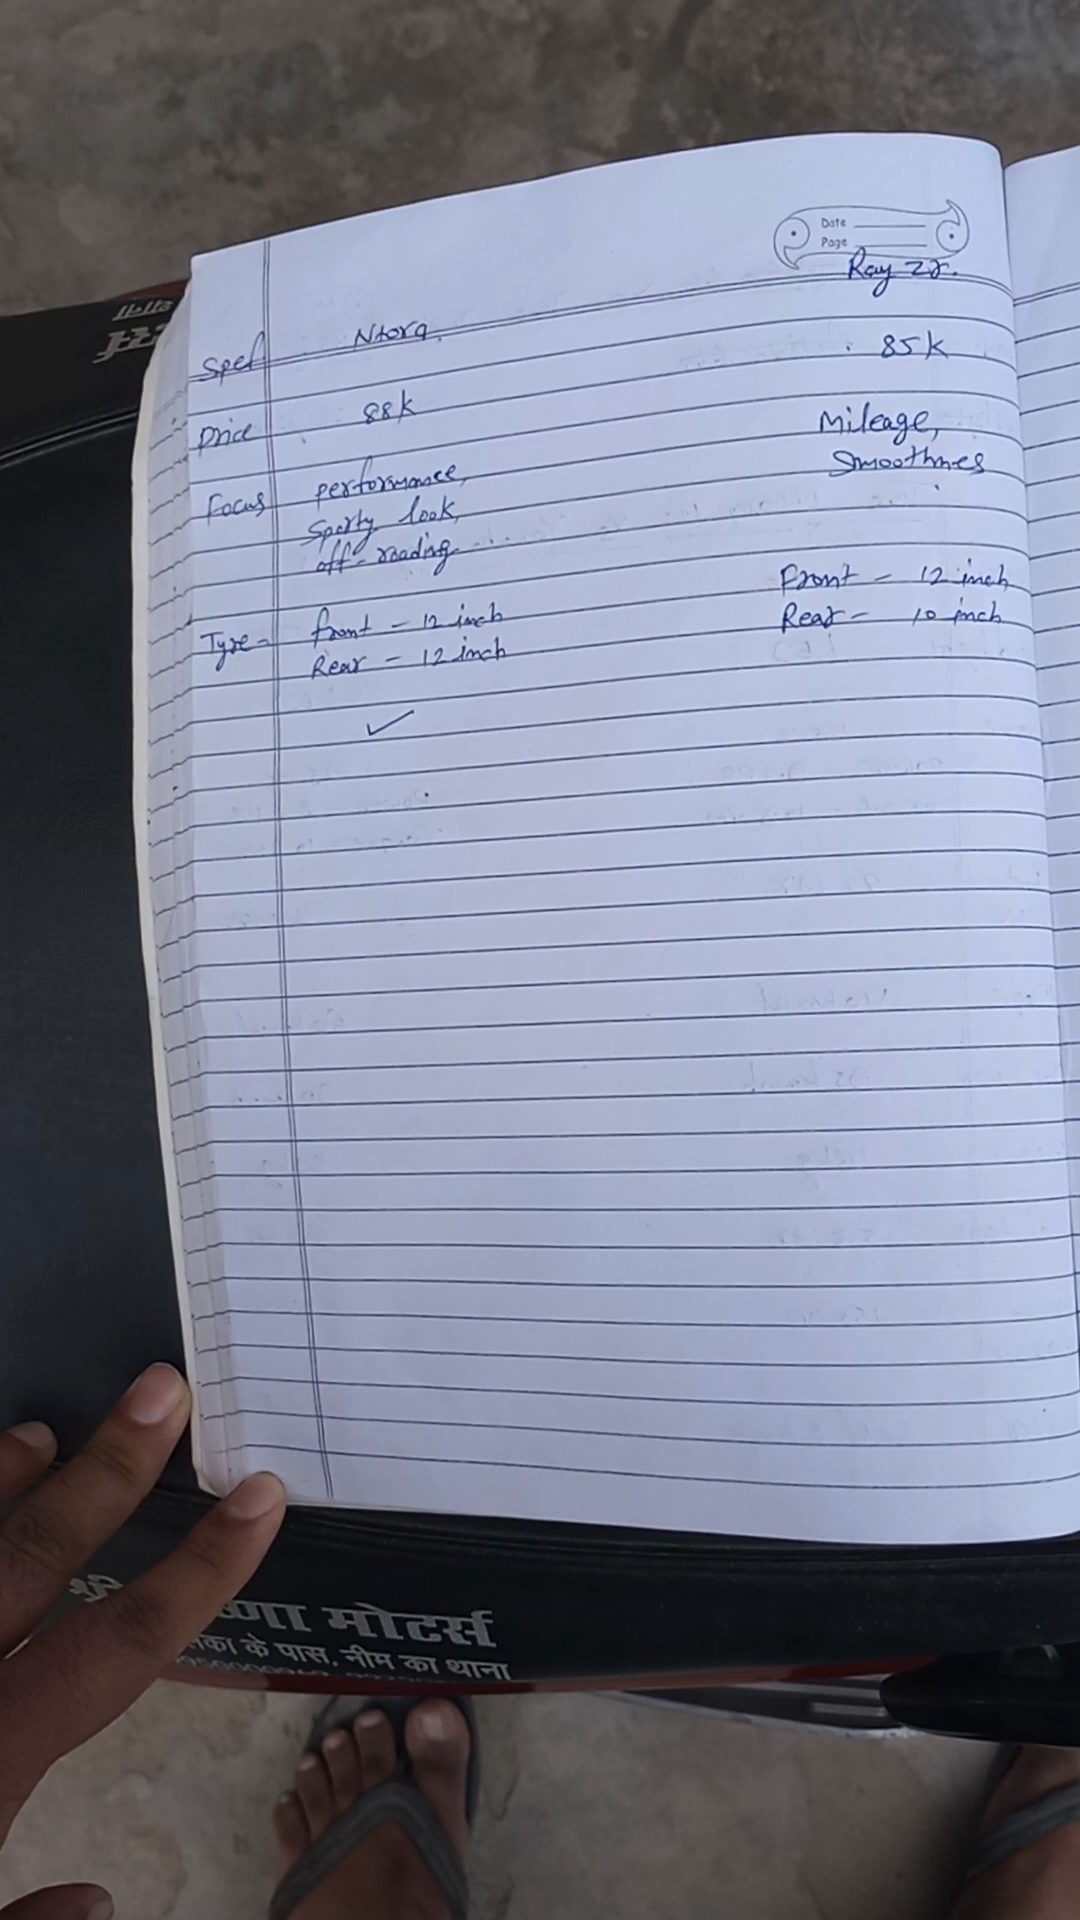 Date
Page
Ray ZR.
Spef Ntorq.
Price 88k 85k
Focus performance, Mileage,
Sporty look, Smoothnes
off-roading
Tyre- front - 12 inch Front - 12 inch
Rear - 12 inch Rear - 10 inch
मोटर्स
के पास, नीम का थाना